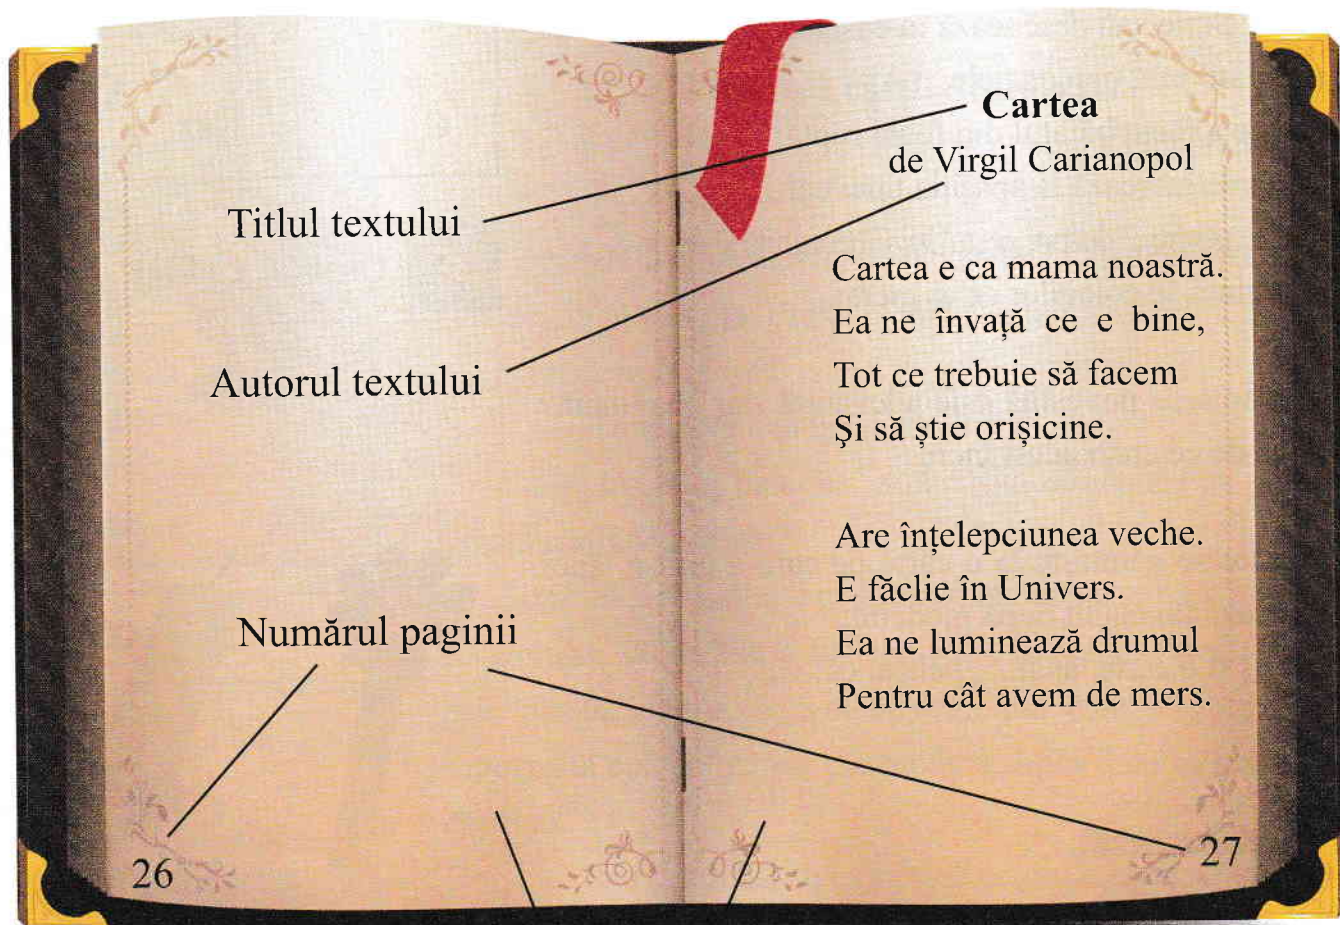 Titlul textului
Autorul textului
Numărul paginii
26
Cartea
de Virgil Carianopol
Cartea e ca mama noastră.
Ea ne învață ce e bine,
Tot ce trebuie să facem
Şi să știe orișicine.
Are înțelepciunea veche.
E făclie în Univers.
Ea ne luminează drumul
Pentru cât avem de mers.
27